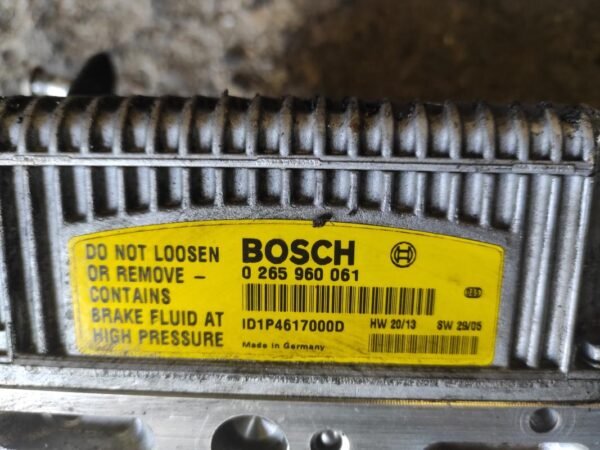 DO NOT LOOSEN
OR REMOVE -
CONTAINS
BRAKE FLUID AT
HIGH PRESSURE
BOSCH
0 265 960 061
ID1P4617000D
HW 20/13 SW 29/05
Made in Germany